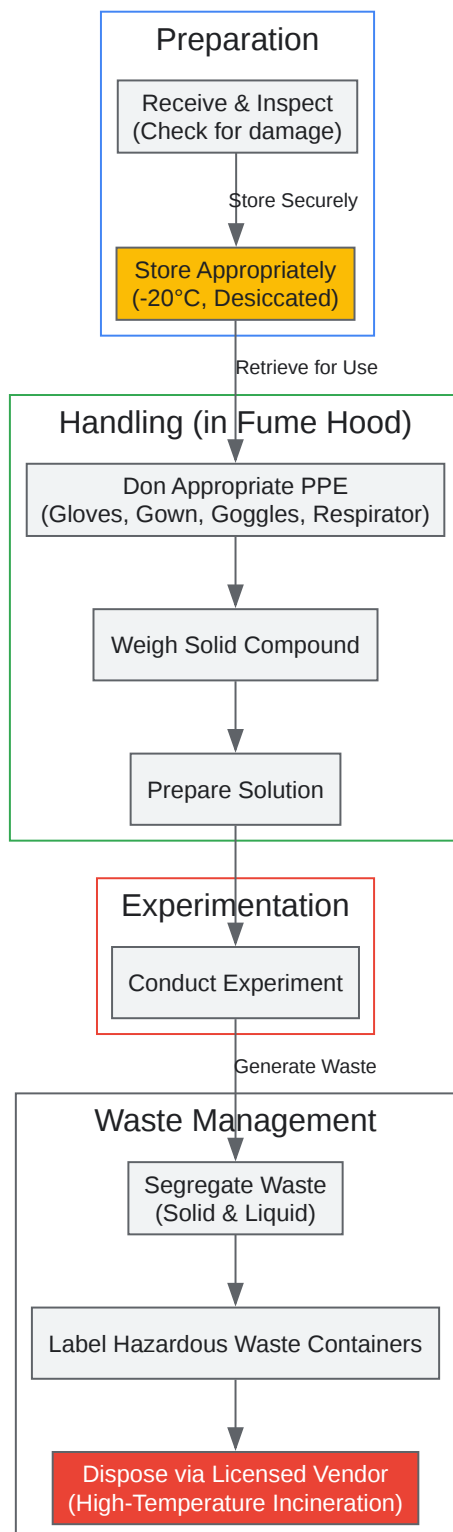 Preparation
Receive & Inspect
(Check for damage)
Store Securely
Store Appropriately
(-20°C, Desiccated)
Retrieve for Use
Handling (in Fume Hood)
Don Appropriate PPE
(Gloves, Gown, Goggles, Respirator)
Weigh Solid Compound
Prepare Solution
Experimentation
Conduct Experiment
Generate Waste
Waste Management
Segregate Waste
(Solid & Liquid)
Label Hazardous Waste Containers
Dispose via Licensed Vendor
(High-Temperature Incineration)